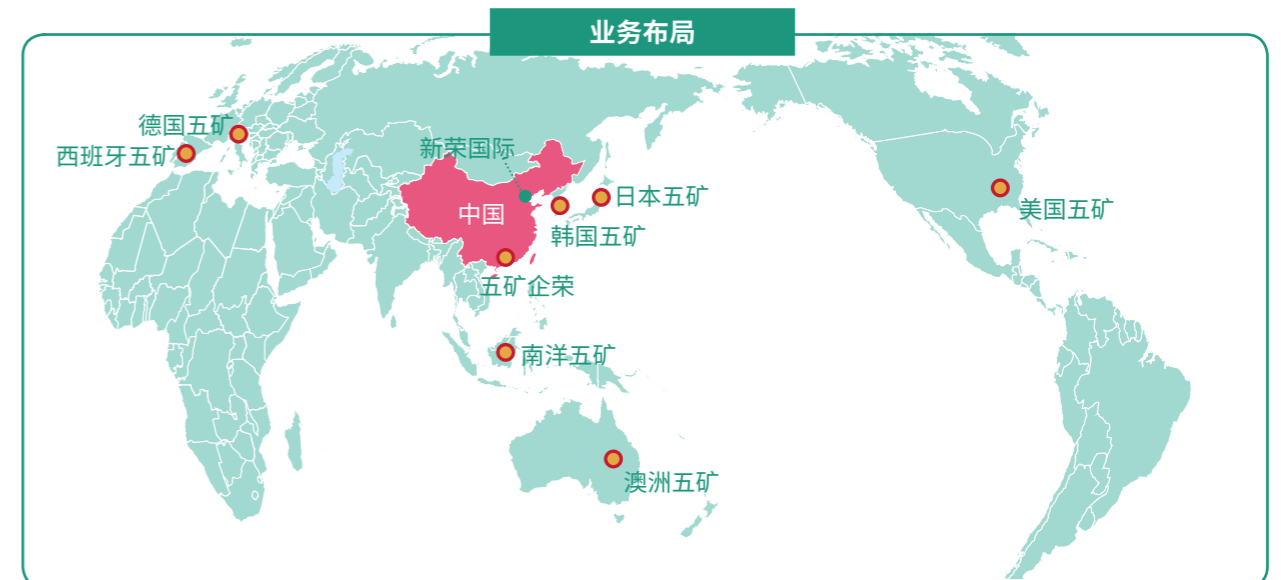 业务布局
德国五矿
西班牙五矿
新荣国际
中国
日本五矿
韩国五矿
美国五矿
五矿企荣
南洋五矿
澳洲五矿